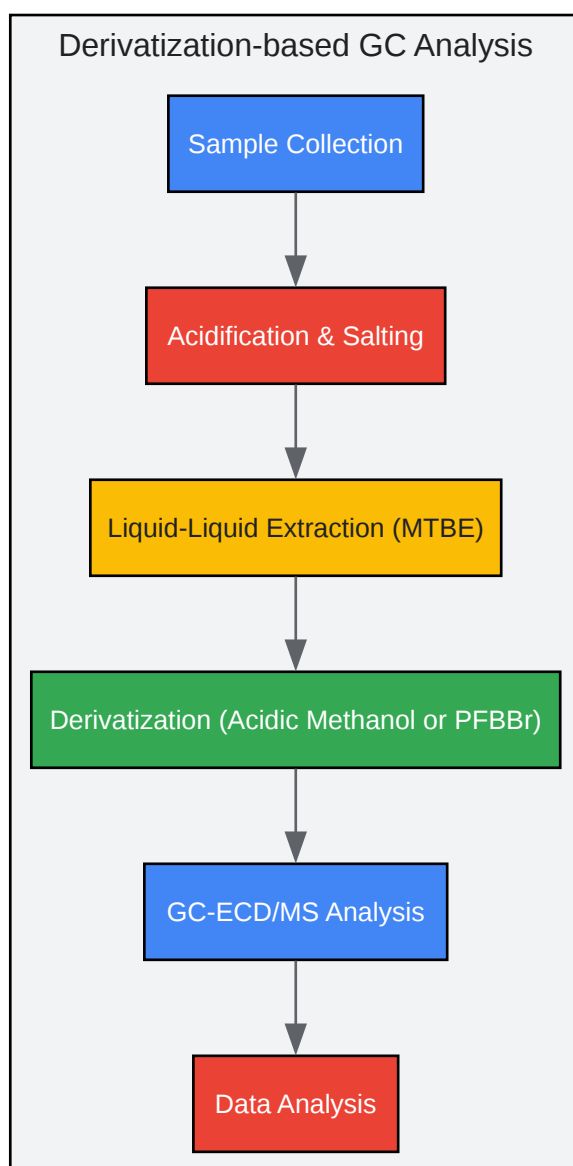 Derivatization-based GC Analysis
Sample Collection
Acidification & Salting
Liquid-Liquid Extraction (MTBE)
Derivatization (Acidic Methanol or PFBBr)
GC-ECD/MS Analysis
Data Analysis